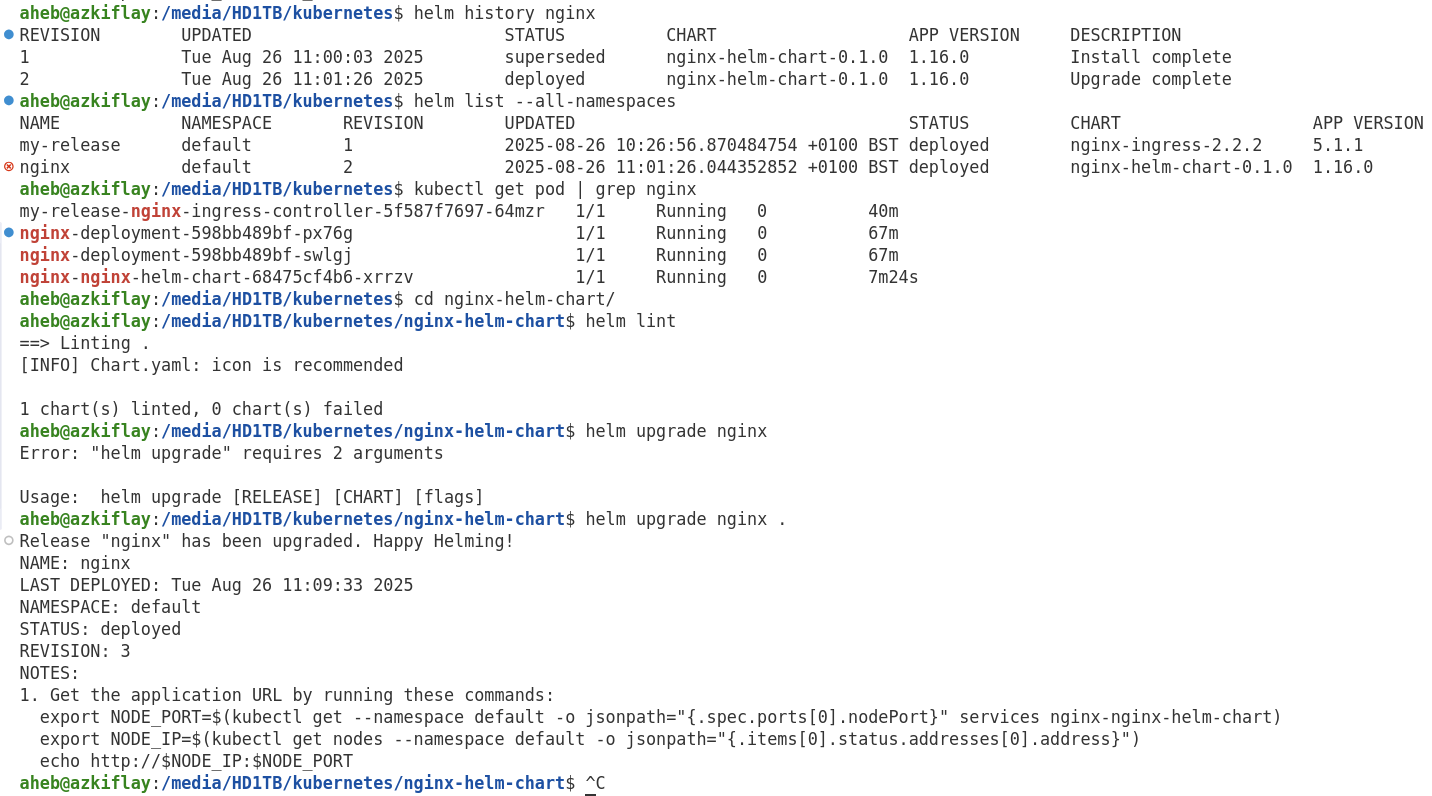 aheb@azkiflay:/media/HD1TB/kubernetes$ helm history nginx
REVISION        UPDATED                         STATUS          CHART                   APP VERSION     DESCRIPTION
1               Tue Aug 26 11:00:03 2025        superseded      nginx-helm-chart-0.1.0  1.16.0          Install complete
2               Tue Aug 26 11:01:26 2025        deployed        nginx-helm-chart-0.1.0  1.16.0          Upgrade complete
aheb@azkiflay:/media/HD1TB/kubernetes$ helm list --all-namespaces
NAME            NAMESPACE       REVISION        UPDATED                                 STATUS          CHART                   APP VERSION
my-release      default         1               2025-08-26 10:26:56.870484754 +0100 BST deployed        nginx-ingress-2.2.2     5.1.1
nginx           default         2               2025-08-26 11:01:26.044352852 +0100 BST deployed        nginx-helm-chart-0.1.0  1.16.0
aheb@azkiflay:/media/HD1TB/kubernetes$ kubectl get pod | grep nginx
my-release-nginx-ingress-controller-5f587f7697-64mzr   1/1     Running   0          40m
nginx-deployment-598bb489bf-px76g                      1/1     Running   0          67m
nginx-deployment-598bb489bf-swlgj                      1/1     Running   0          67m
nginx-nginx-helm-chart-68475cf4b6-xrrzv                1/1     Running   0          7m24s
aheb@azkiflay:/media/HD1TB/kubernetes$ cd nginx-helm-chart/
aheb@azkiflay:/media/HD1TB/kubernetes/nginx-helm-chart$ helm lint
==> Linting .
[INFO] Chart.yaml: icon is recommended

1 chart(s) linted, 0 chart(s) failed
aheb@azkiflay:/media/HD1TB/kubernetes/nginx-helm-chart$ helm upgrade nginx
Error: "helm upgrade" requires 2 arguments

Usage:  helm upgrade [RELEASE] [CHART] [flags]
aheb@azkiflay:/media/HD1TB/kubernetes/nginx-helm-chart$ helm upgrade nginx .
Release "nginx" has been upgraded. Happy Helming!
NAME: nginx
LAST DEPLOYED: Tue Aug 26 11:09:33 2025
NAMESPACE: default
STATUS: deployed
REVISION: 3
NOTES:
1. Get the application URL by running these commands:
  export NODE_PORT=$(kubectl get --namespace default -o jsonpath="{.spec.ports[0].nodePort}" services nginx-nginx-helm-chart)
  export NODE_IP=$(kubectl get nodes --namespace default -o jsonpath="{.items[0].status.addresses[0].address}")
  echo http://$NODE_IP:$NODE_PORT
aheb@azkiflay:/media/HD1TB/kubernetes/nginx-helm-chart$ ^C